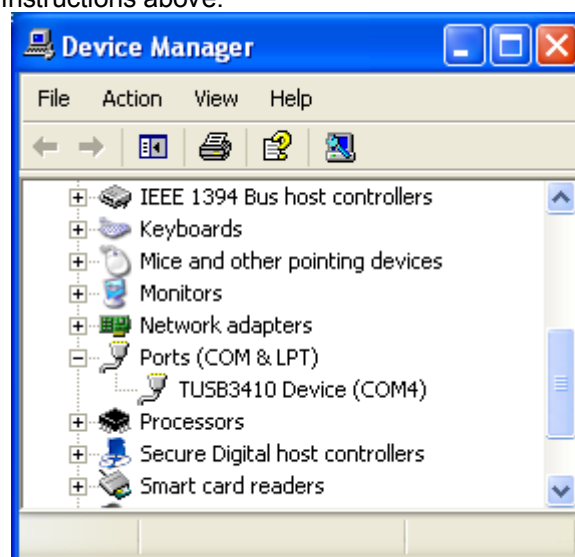 instructions above.
Device Manager
File Action View Help
IEEE 1394 Bus host controllers
Keyboards
Mice and other pointing devices
Monitors
Network adapters
Ports (COM & LPT)
TUSB3410 Device (COM4)
Processors
Secure Digital host controllers
Smart card readers